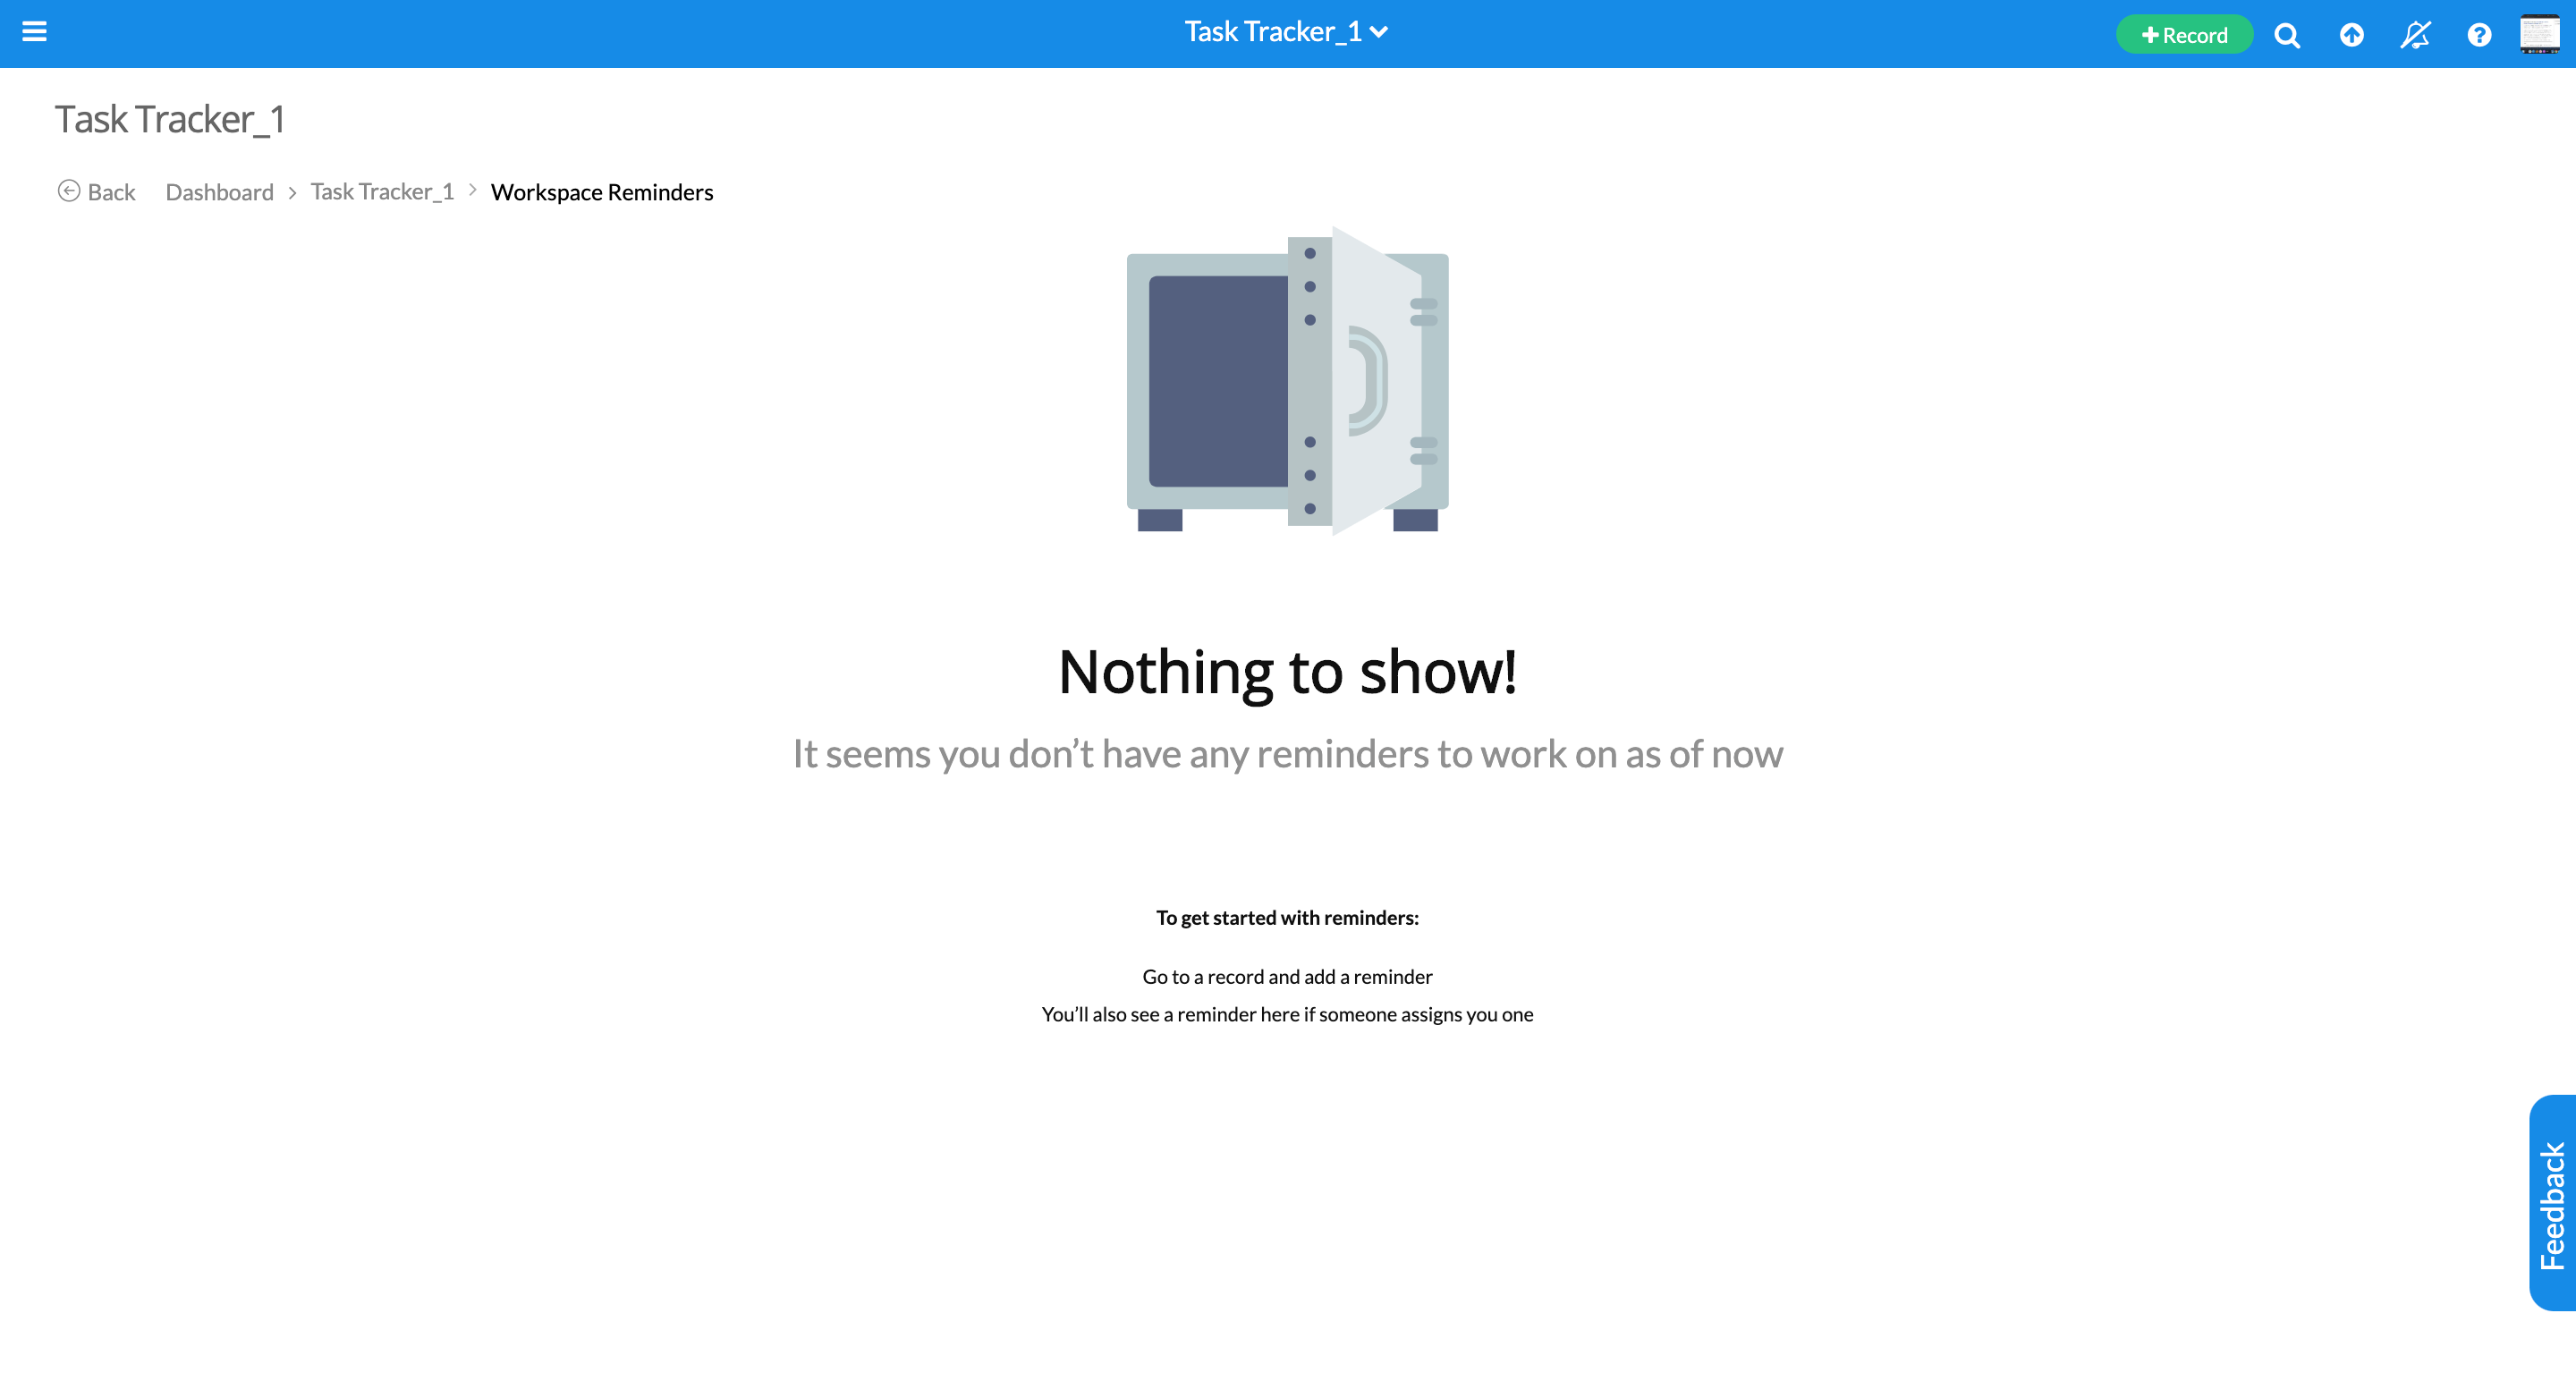 Task Tracker_1
Record
Task Tracker_1
Back Dashboard > Task Tracker_1 > Workspace Reminders
Nothing to show!
It seems you don’t have any reminders to work on as of now
To get started with reminders:
Go to a record and add a reminder
You’ll also see a reminder here if someone assigns you one
Feedback